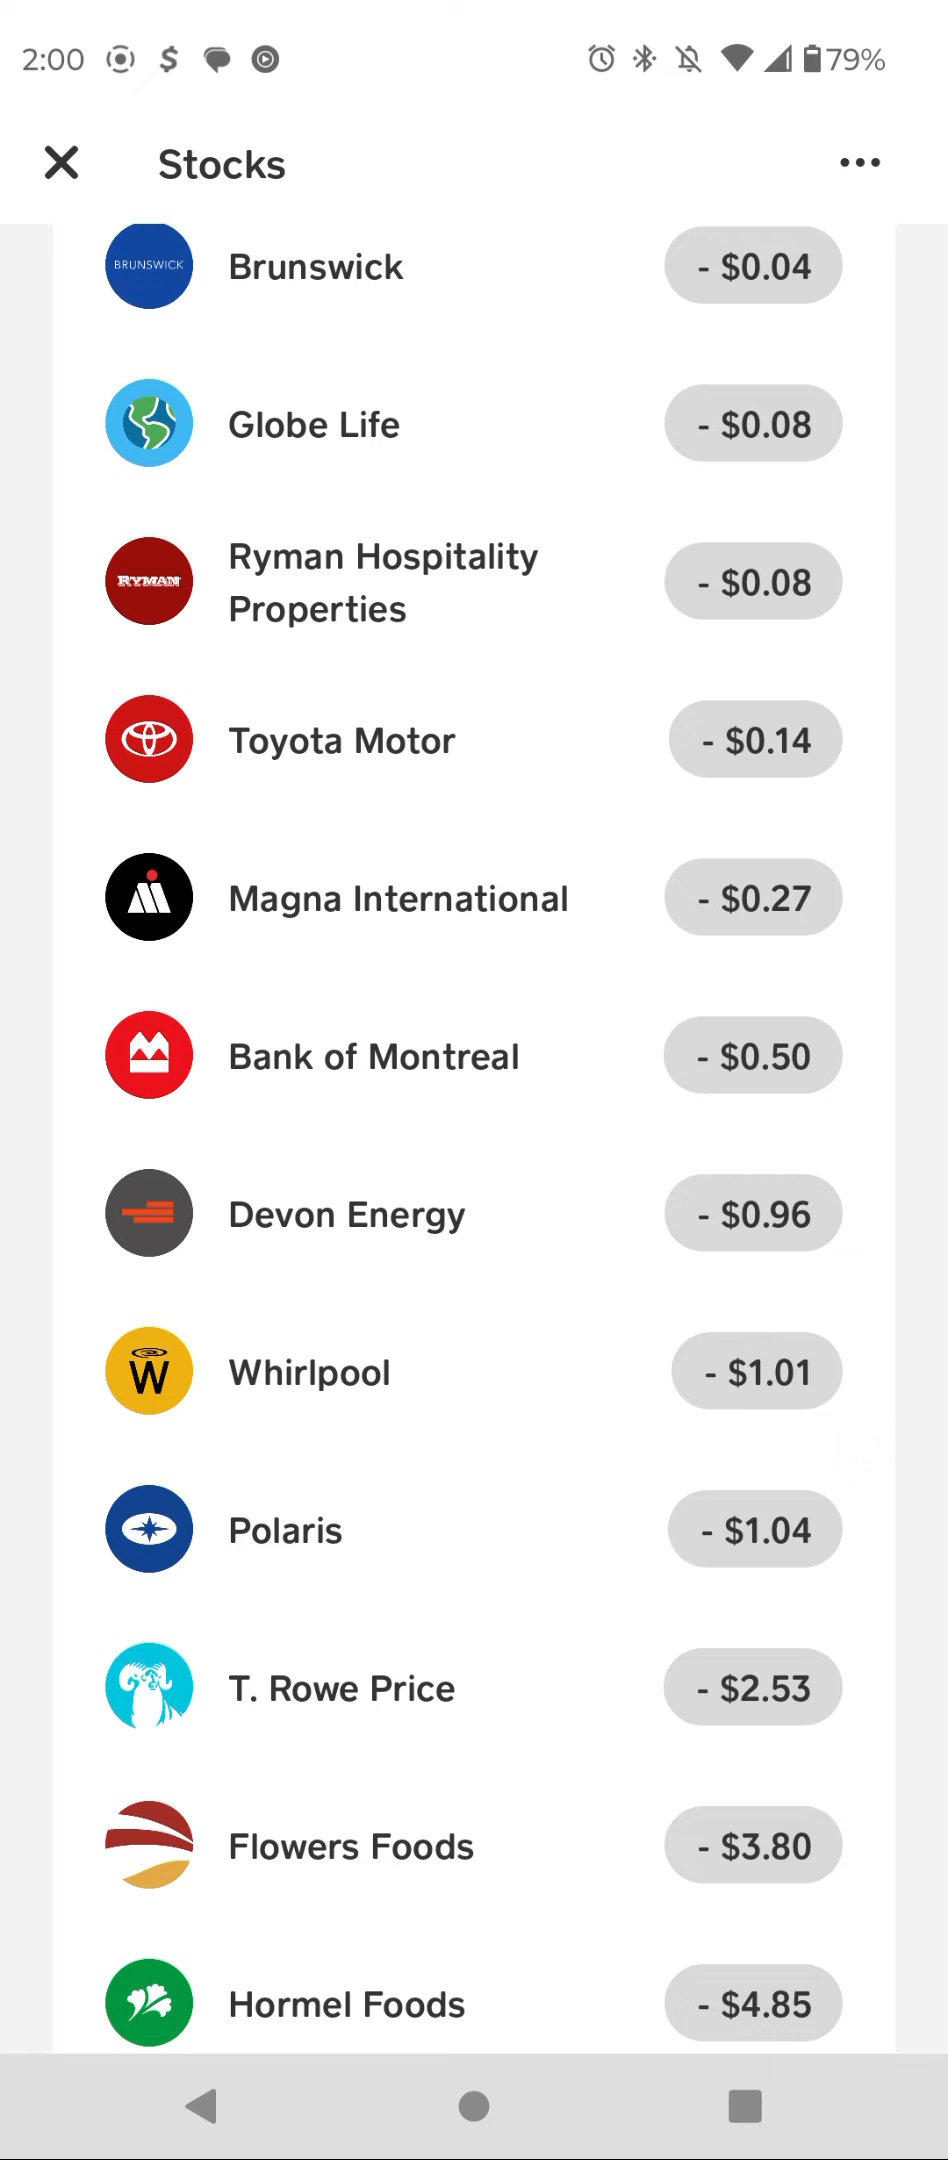 2:00
79%
Stocks
BRUNSWICK
Brunswick
- $0.04
Globe Life
- $0.08
RYMAN
Ryman Hospitality
Properties
- $0.08
Toyota Motor
- $0.14
Magna International
- $0.27
Bank of Montreal
- $0.50
Devon Energy
- $0.96
W
Whirlpool
- $1.01
Polaris
- $1.04
T. Rowe Price
- $2.53
Flowers Foods
- $3.80
Hormel Foods
- $4.85